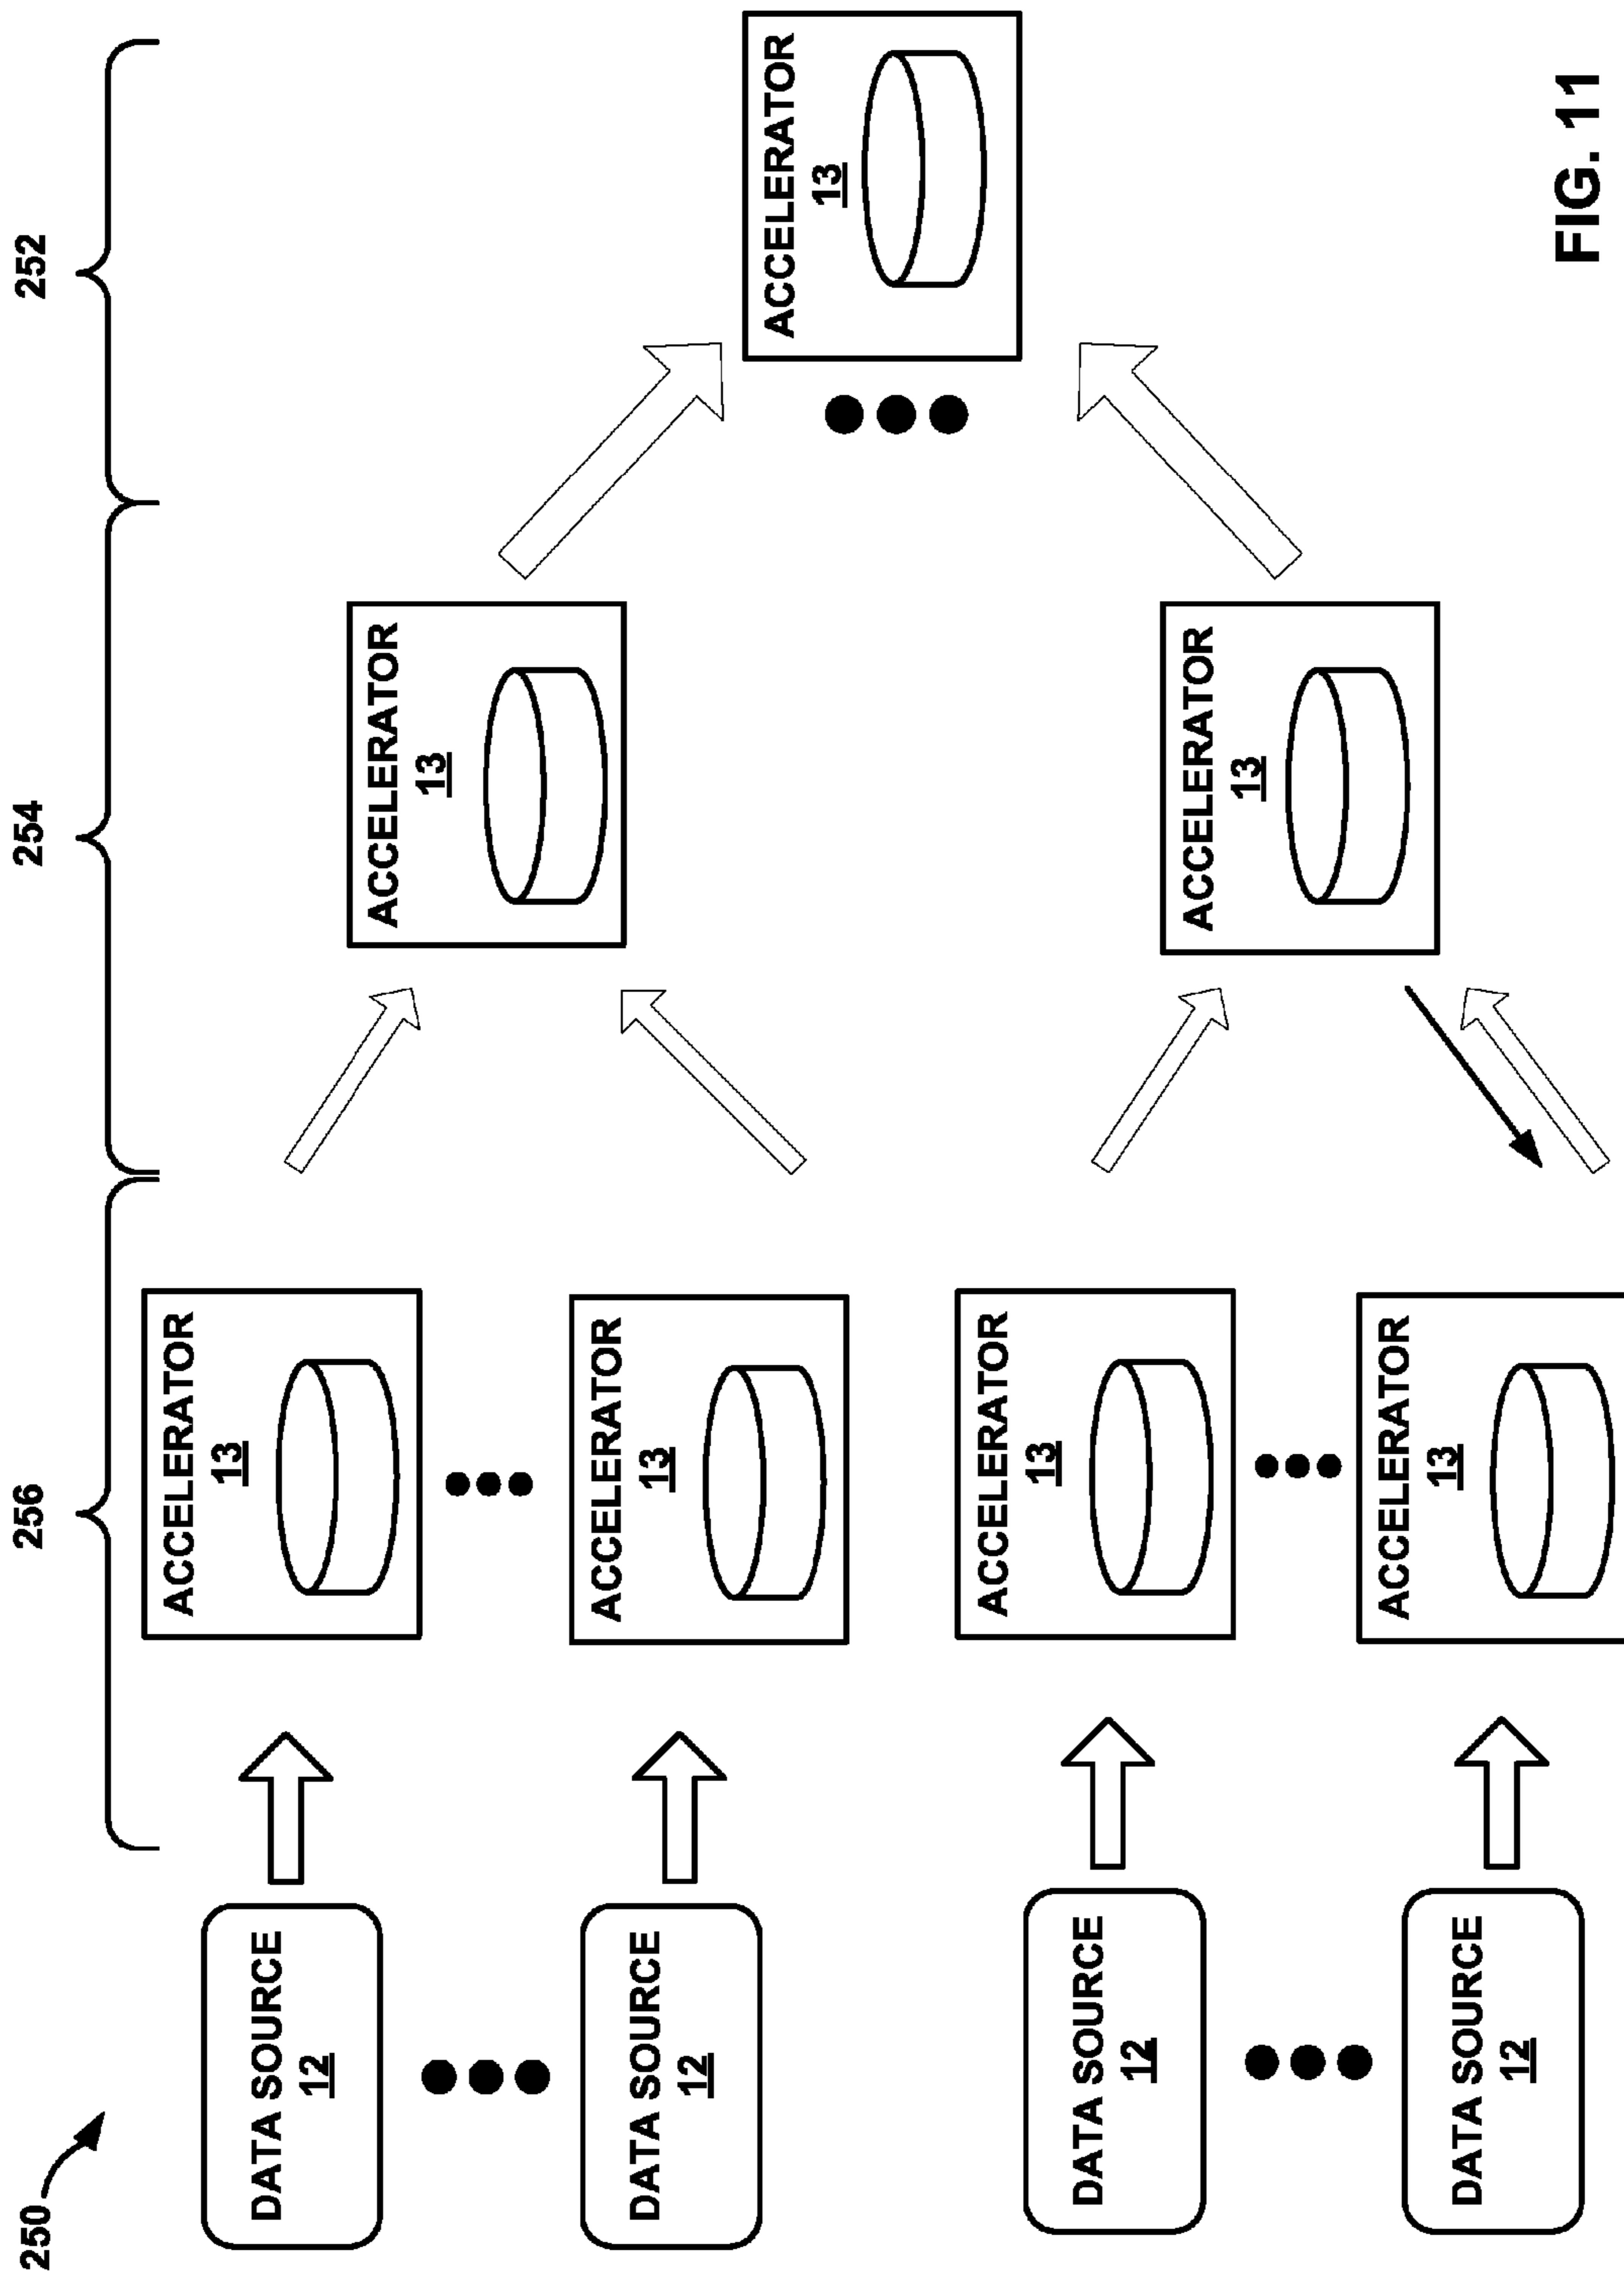 250
256
254
252
DATA SOURCE
12
ACCELERATOR
13
DATA SOURCE
12
ACCELERATOR
13
ACCELERATOR
13
ACCELERATOR
13
DATA SOURCE
12
ACCELERATOR
13
ACCELERATOR
13
DATA SOURCE
12
ACCELERATOR
13
FIG. 11